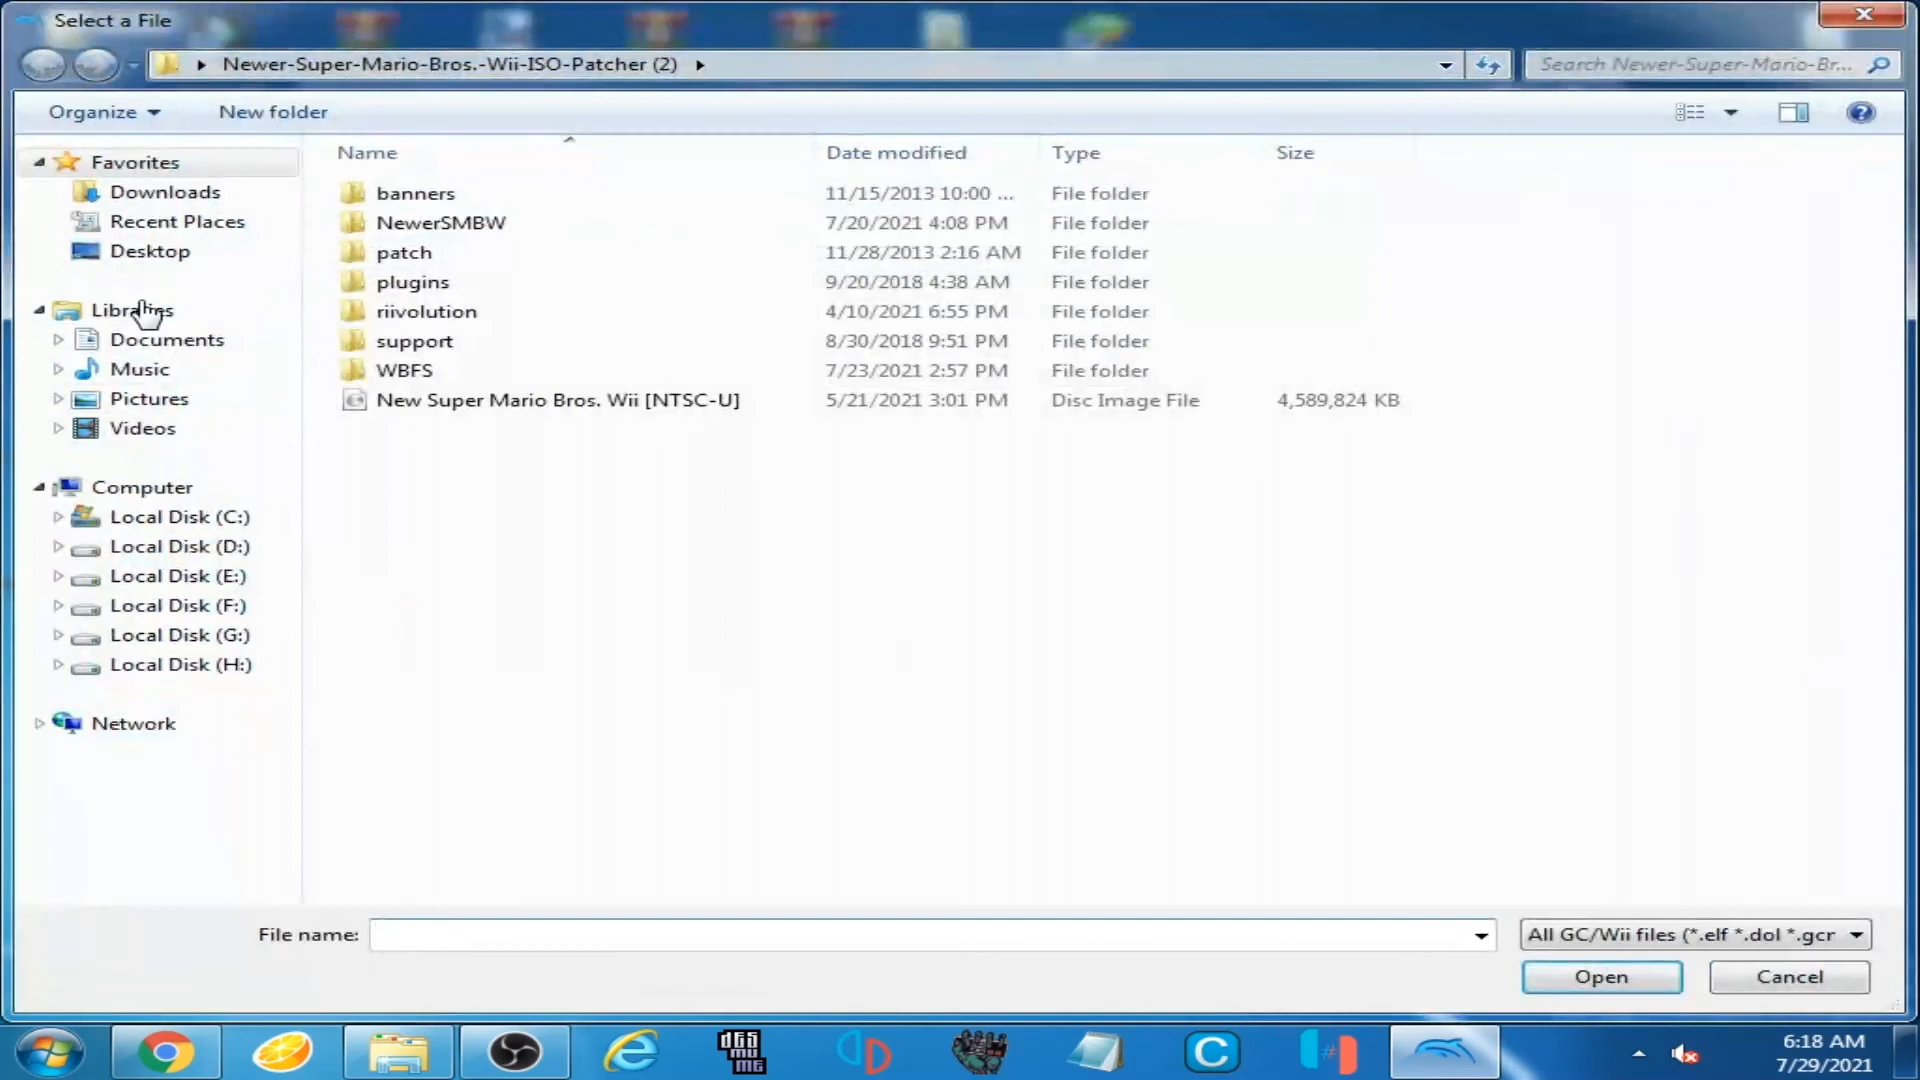 Select a File
Newer-Super-Mario-Bros.-Wii-ISO-Patcher (2)
Search Newer-Super-Mario-Br...
Organize
New folder
Name
Date modified
Type
Size
Favorites
Downloads
Recent Places
Desktop
Libraries
Documents
Music
Pictures
Videos
Computer
Local Disk (C:)
Local Disk (D:)
Local Disk (E:)
Local Disk (F:)
Local Disk (G:)
Local Disk (H:)
Network
banners 11/15/2013 10:00 ... File folder
NewerSMBW 7/20/2021 4:08 PM File folder
patch 11/28/2013 2:16 AM File folder
plugins 9/20/2018 4:38 AM File folder
riivolution 4/10/2021 6:55 PM File folder
support 8/30/2018 9:51 PM File folder
WBFS 7/23/2021 2:57 PM File folder
New Super Mario Bros. Wii [NTSC-U] 5/21/2021 3:01 PM Disc Image File 4,589,824 KB
File name:
All GC/Wii files (*.elf *.dol *.gcr
Open
Cancel
6:18 AM
7/29/2021